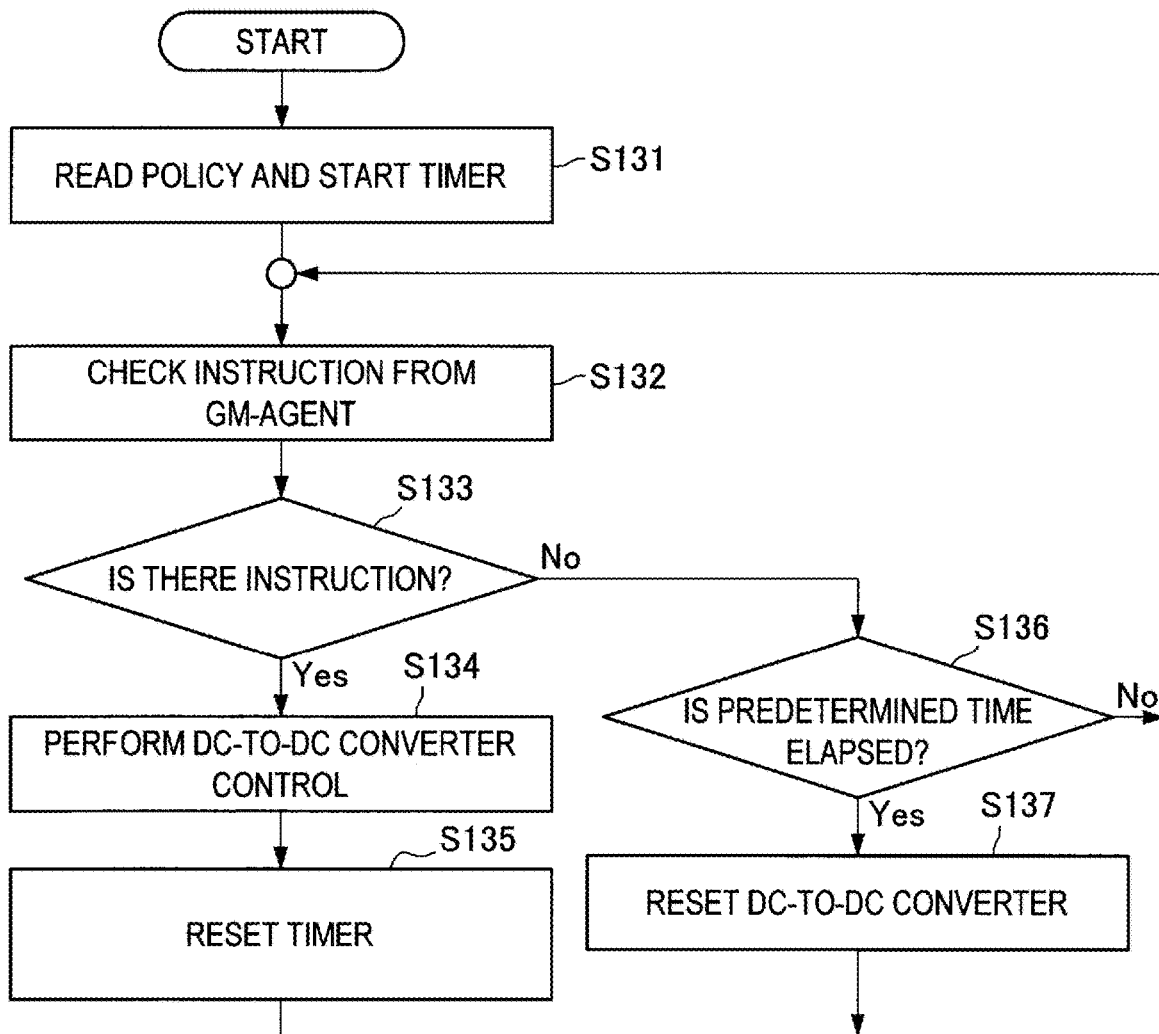 START
READ POLICY AND START TIMER
S131
CHECK INSTRUCTION FROM
GM-AGENT
S132
S133
IS THERE INSTRUCTION?
No
Yes
S134
PERFORM DC-TO-DC CONVERTER
CONTROL
S135
RESET TIMER
S136
IS PREDETERMINED TIME
ELAPSED?
No
Yes
S137
RESET DC-TO-DC CONVERTER